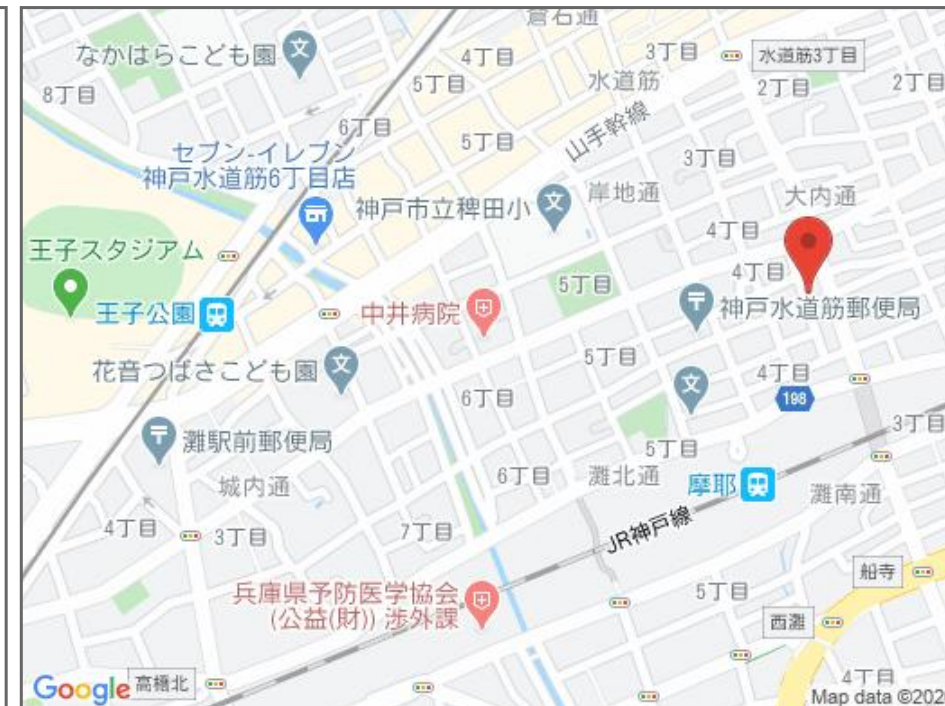 倉石通
なかはらこども園
4丁目
3丁目
水道筋3丁目
8丁目
5丁目
水道筋
2丁目
2丁目
6丁目
5丁目
山手幹線
セブン-イレブン
神戸水道筋6丁目店
3丁目
神戸市立稗田小
岸地通
大内通
王子スタジアム
4丁目
4丁目
5丁目
王子公園
中井病院
神戸水道筋郵便局
花音つばさこども園
5丁目
4丁目
6丁目
198
3丁目
灘駅前郵便局
5丁目
城内通
6丁目
灘北通
摩耶
灘南通
4丁目
3丁目
7丁目
JR神戸線
船寺
兵庫県予防医学協会
(公益(財)) 渉外課
5丁目
西灘
Google
高橋北
4丁目
Map data ©202